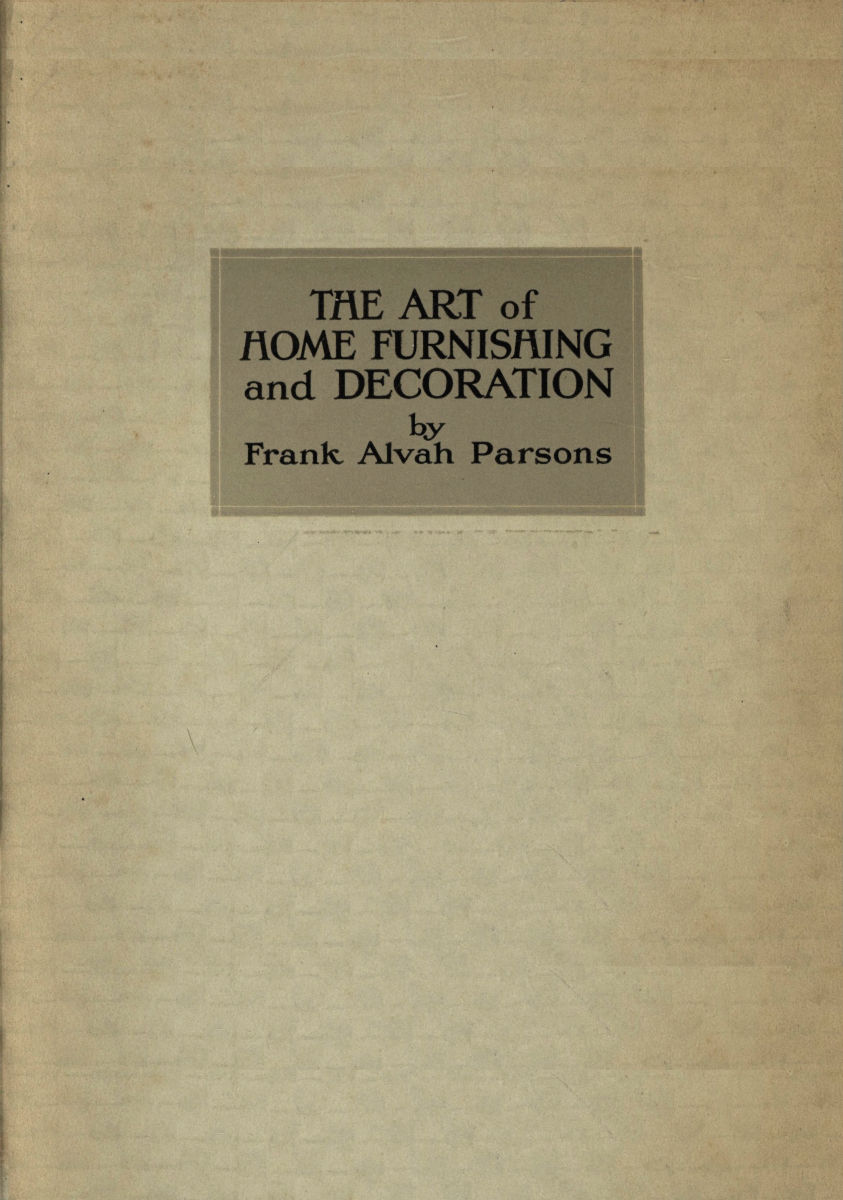 THE ART of
HOME FURNISHING
and DECORATION
by
Frank Alvah Parsons